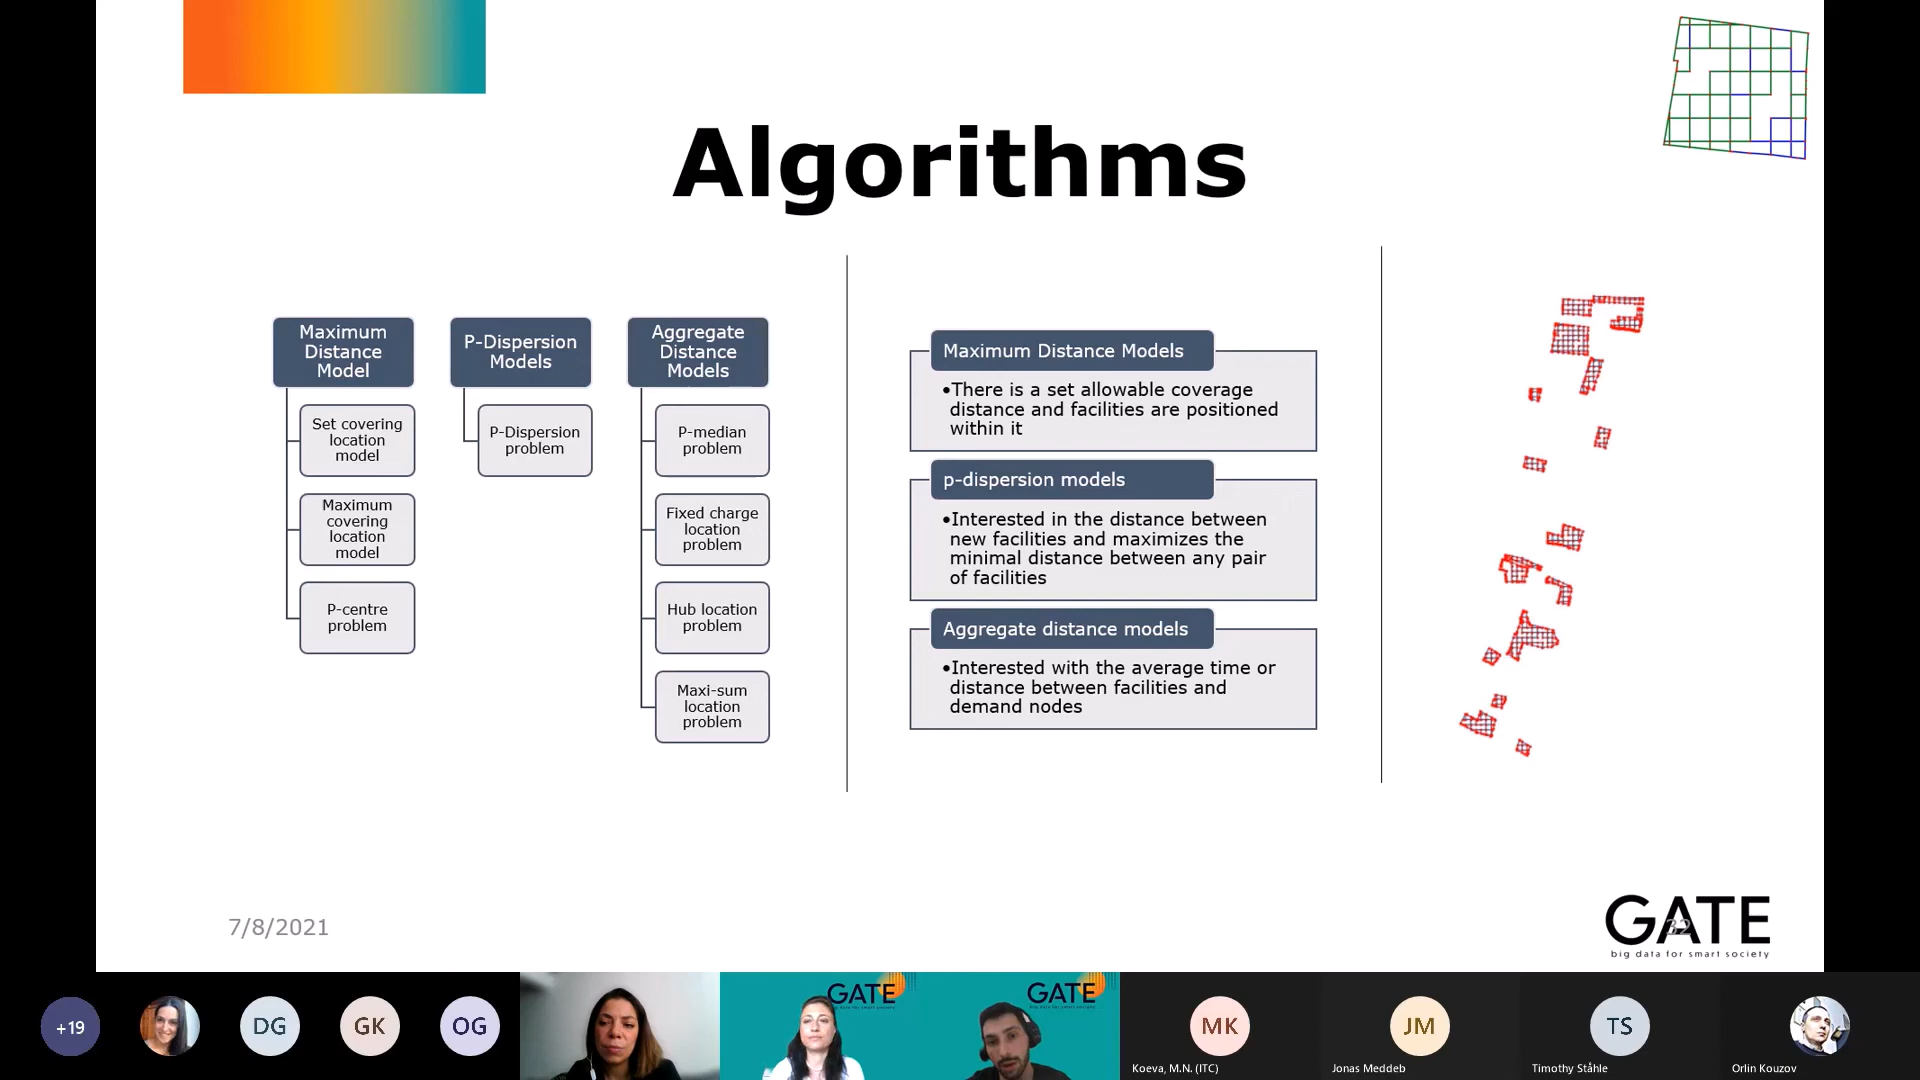 Algorithms
Maximum
Distance
Model
Set covering
location
model
Maximum
covering
location
model
P-centre
problem
P-Dispersion
Models
P-Dispersion
problem
Aggregate
Distance
Models
P-median
problem
Fixed charge
location
problem
Hub location
problem
Maxi-sum
location
problem
Maximum Distance Models
•There is a set allowable coverage
distance and facilities are positioned
within it
p-dispersion models
•Interested in the distance between
new facilities and maximizes the
minimal distance between any pair
of facilities
Aggregate distance models
•Interested with the average time or
distance between facilities and
demand nodes
7/8/2021
GATE
32
big data for smart society
+19
DG
GK
OG
GATE
GATE
MK
Koeva, M.N. (ITC)
JM
Jonas Meddeb
TS
Timothy Ståhle
Orlin Kouzov